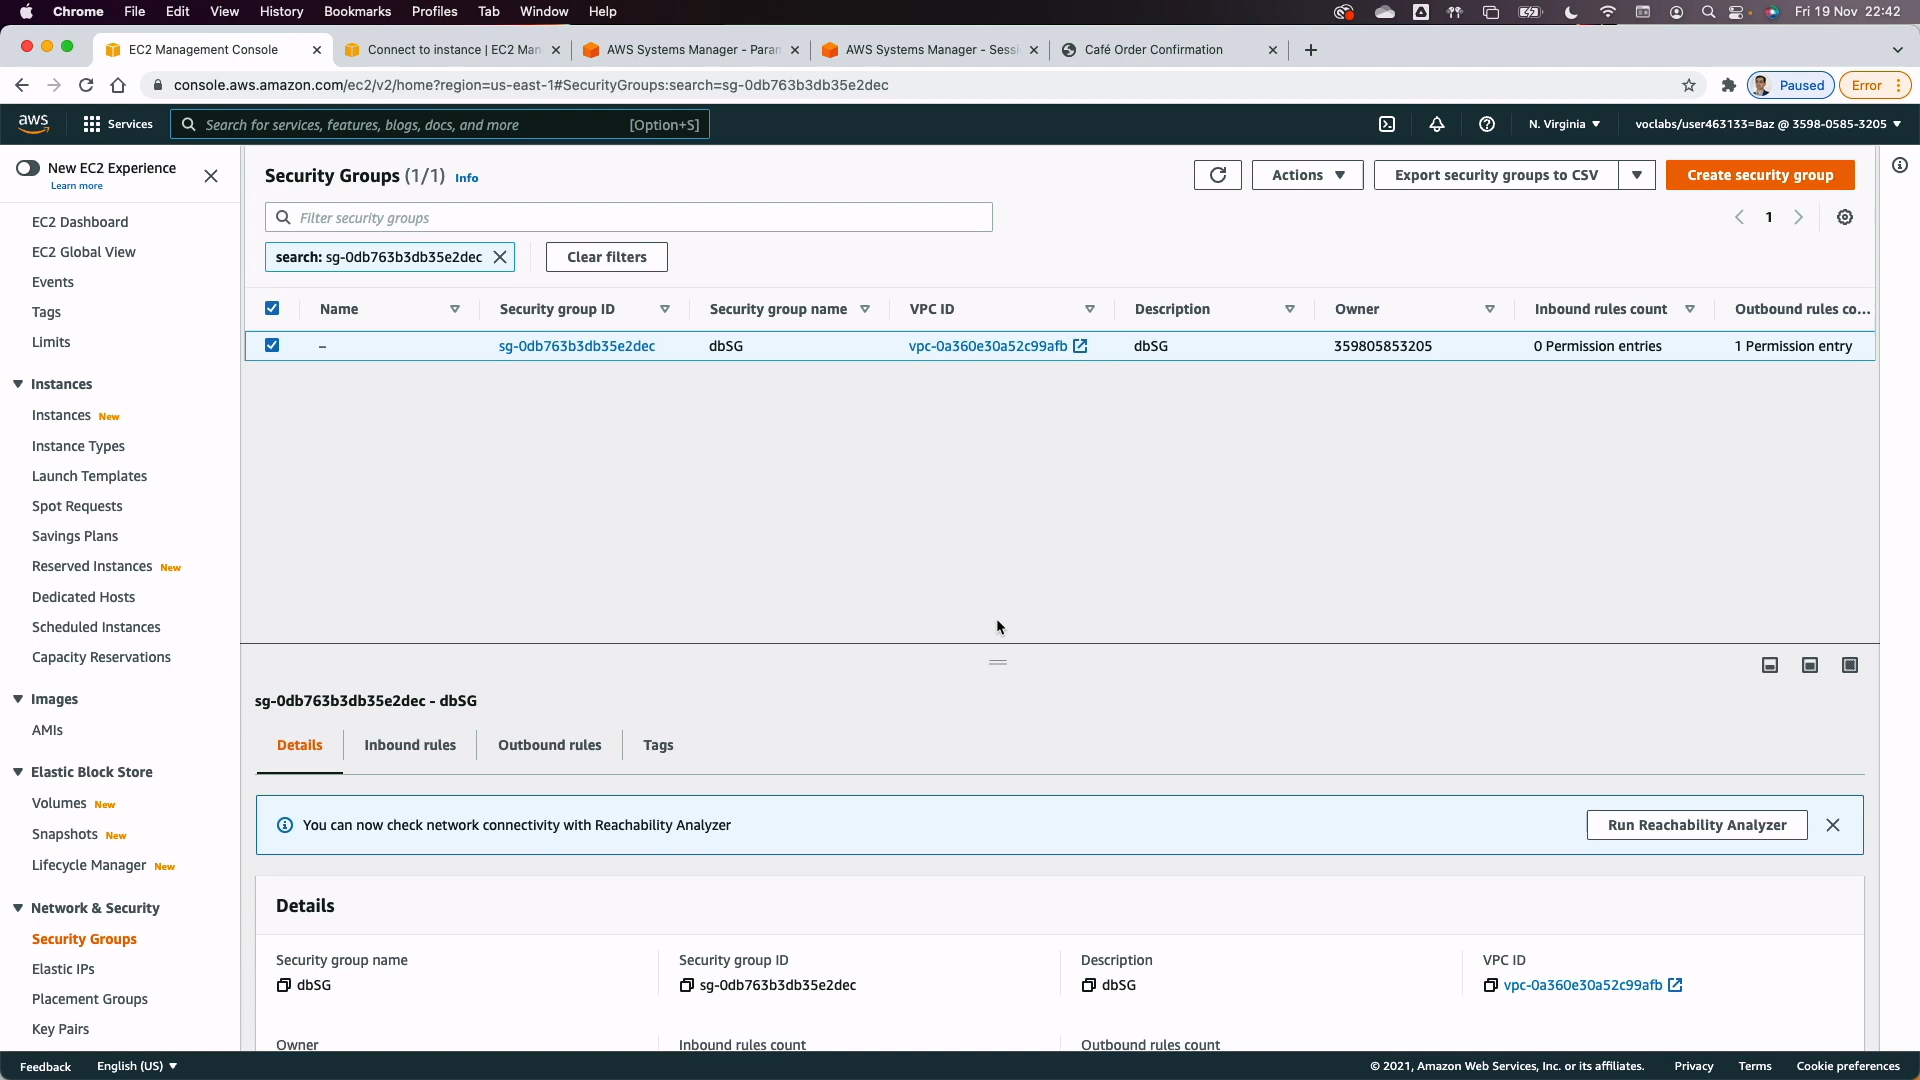 Chrome File Edit View History Bookmarks Profiles Tab Window Help Fri 19 Nov 22:42
EC2 Management Console
Connect to instance | EC2 Man
AWS Systems Manager - Param
AWS Systems Manager - Sessi
Café Order Confirmation
console.aws.amazon.com/ec2/v2/home?region=us-east-1#SecurityGroups:search=sg-0db763b3db35e2dec
Paused
Error
aws
Services
Search for services, features, blogs, docs, and more [Option+S]
N. Virginia
voclabs/user463133=Baz @ 3598-0585-3205
New EC2 Experience
Learn more
EC2 Dashboard
EC2 Global View
Events
Tags
Limits
Instances
Instances New
Instance Types
Launch Templates
Spot Requests
Savings Plans
Reserved Instances New
Dedicated Hosts
Scheduled Instances
Capacity Reservations
Images
AMIs
Elastic Block Store
Volumes New
Snapshots New
Lifecycle Manager New
Network & Security
Security Groups
Elastic IPs
Placement Groups
Key Pairs
Security Groups (1/1) Info
Actions
Export security groups to CSV
Create security group
Filter security groups
1
search: sg-0db763b3db35e2dec
Clear filters
Name Security group ID Security group name VPC ID Description Owner Inbound rules count Outbound rules co...
– sg-0db763b3db35e2dec dbSG vpc-0a360e30a52c99afb dbSG 359805853205 0 Permission entries 1 Permission entry
sg-0db763b3db35e2dec - dbSG
Details Inbound rules Outbound rules Tags
You can now check network connectivity with Reachability Analyzer
Run Reachability Analyzer
Details
Security group name Security group ID Description VPC ID
dbSG sg-0db763b3db35e2dec dbSG vpc-0a360e30a52c99afb
Owner Inbound rules count Outbound rules count
Feedback English (US) © 2021, Amazon Web Services, Inc. or its affiliates. Privacy Terms Cookie preferences